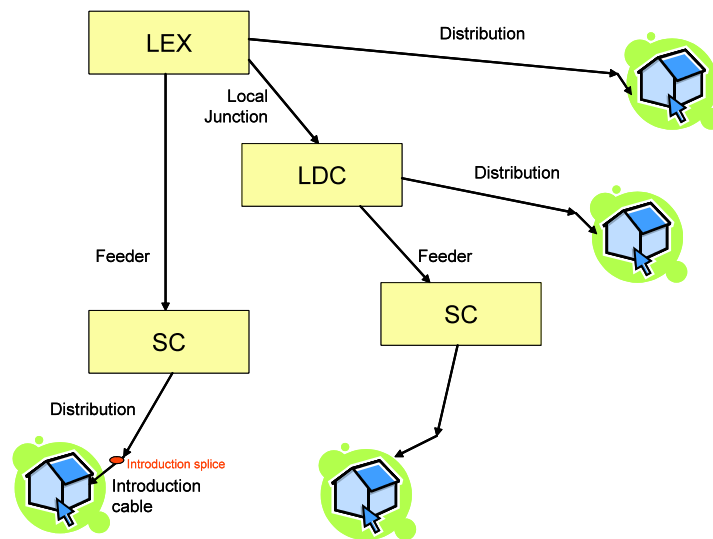 LEX
Distribution
Local
Junction
LDC
Distribution
Feeder
Feeder
SC
SC
Distribution
Introduction splice
Introduction
cable